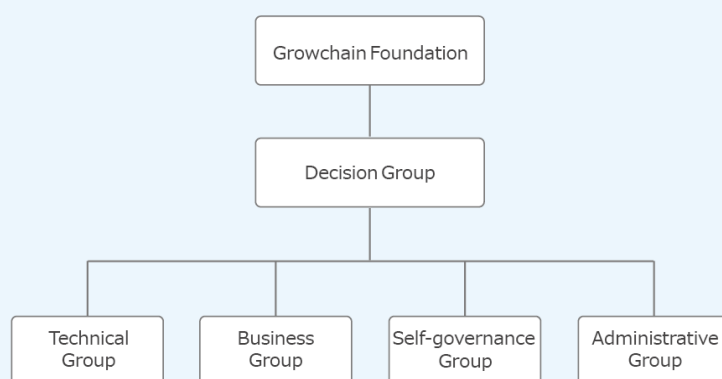 Growchain Foundation
Decision Group
Technical
Group
Business
Group
Self-governance
Group
Administrative
Group